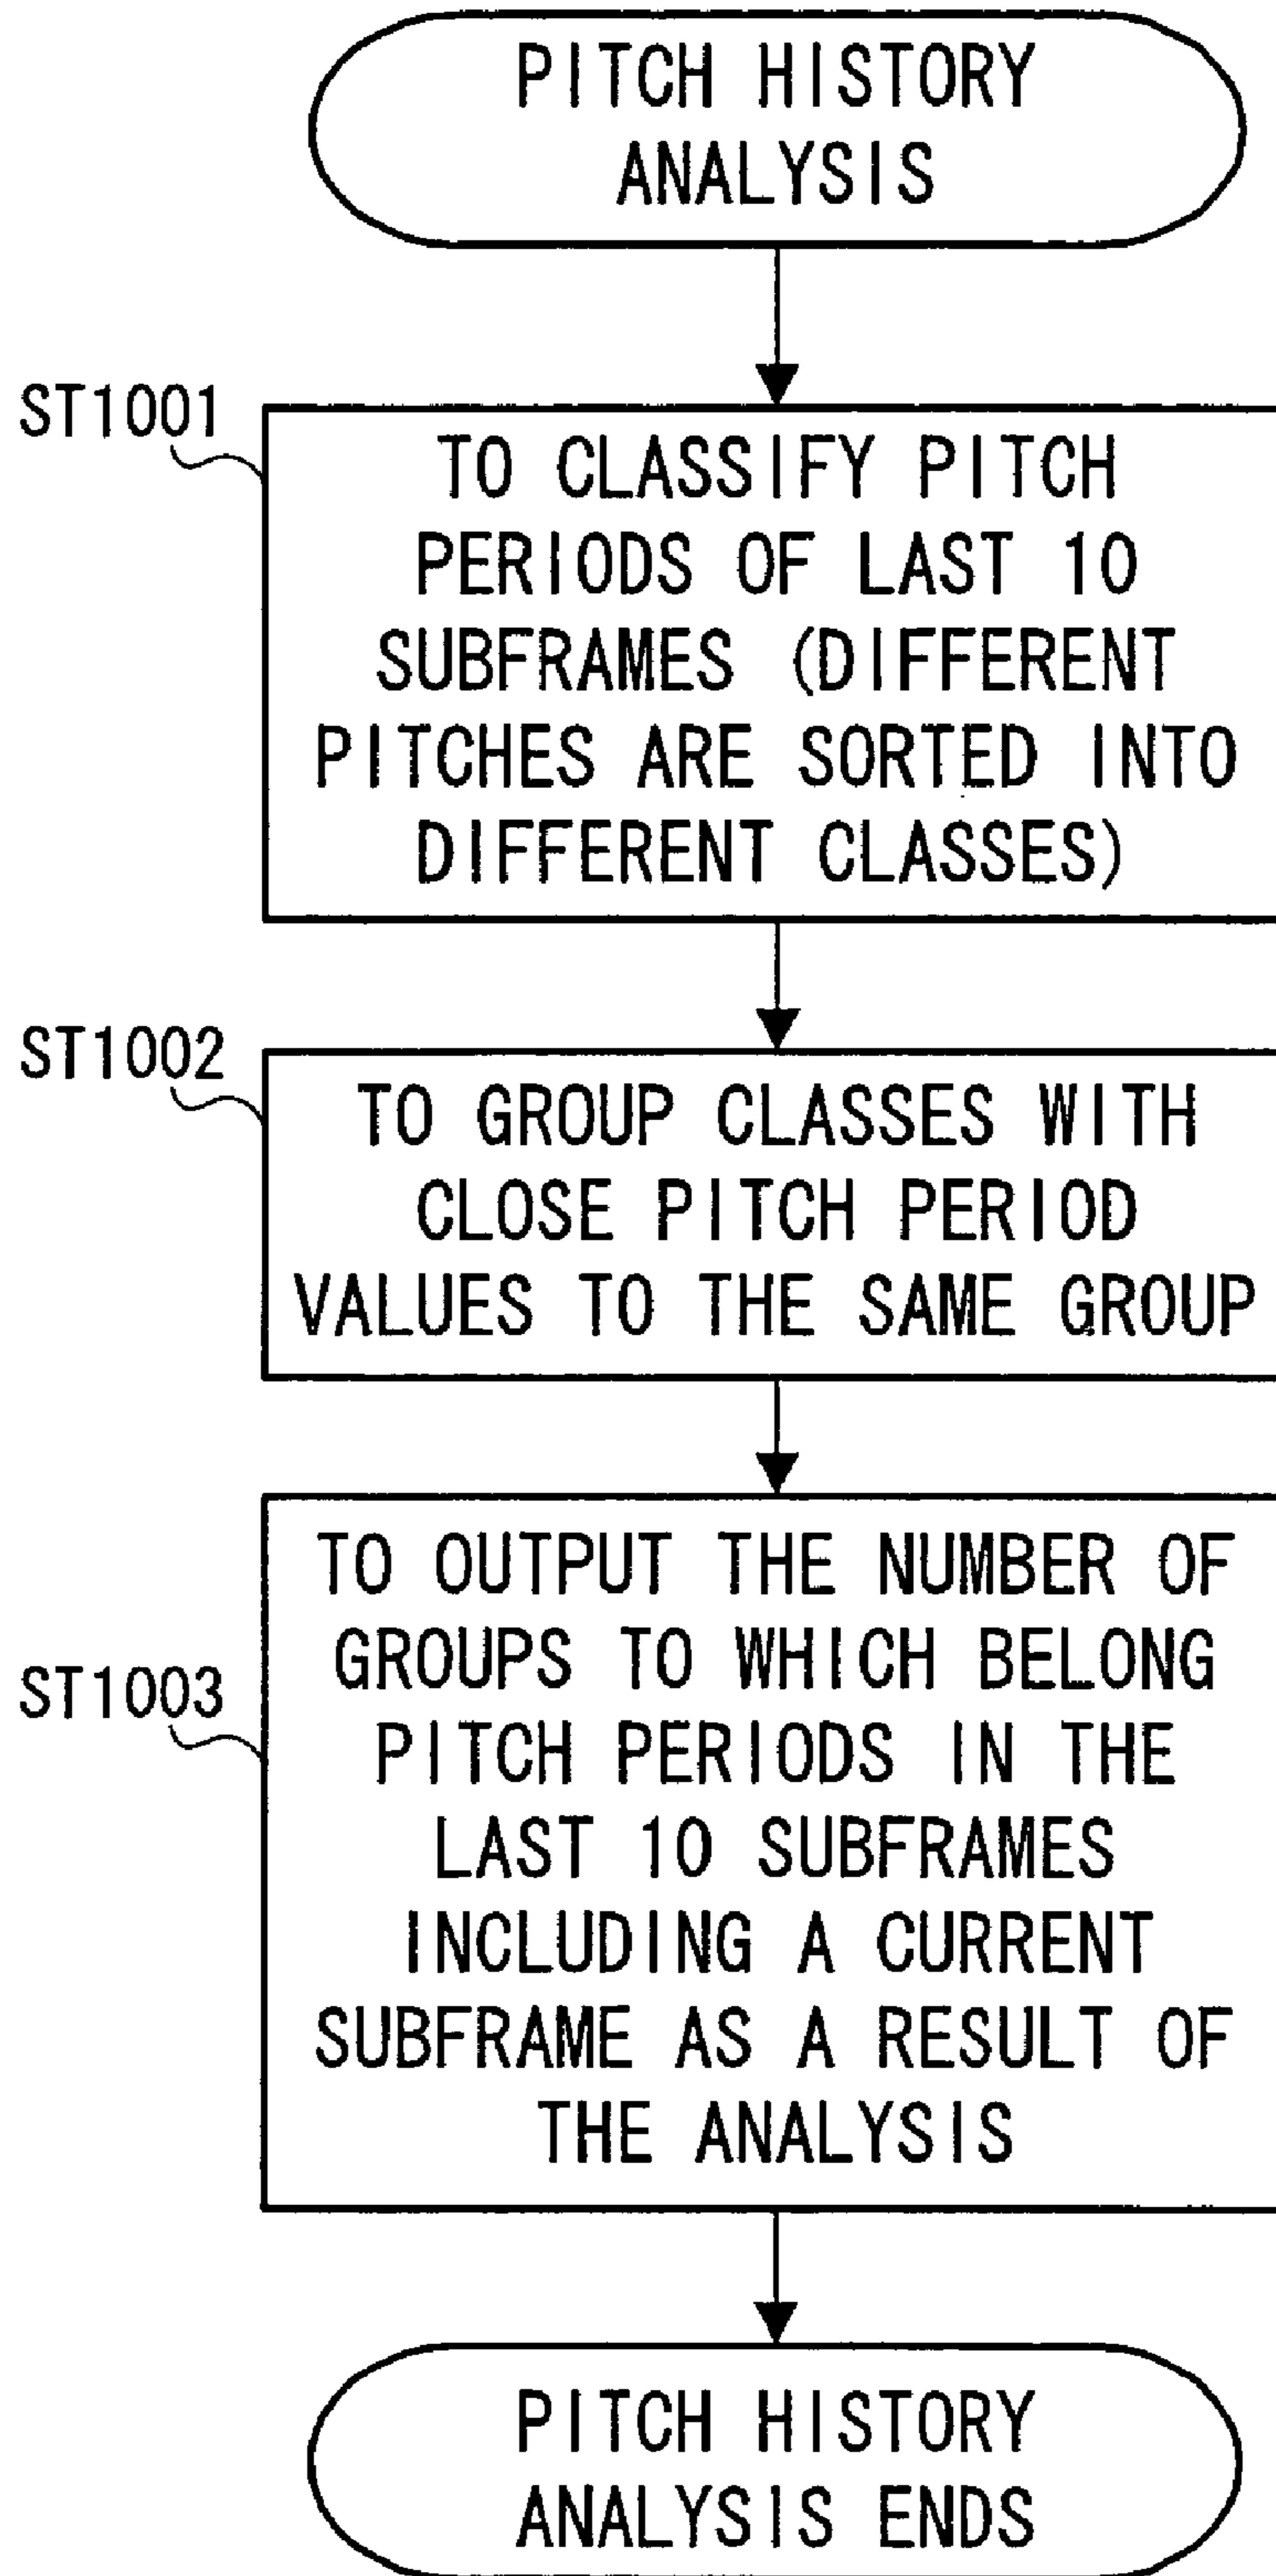 PITCH HISTORY
ANALYSIS
ST1001
TO CLASSIFY PITCH
PERIODS OF LAST 10
SUBFRAMES (DIFFERENT
PITCHES ARE SORTED INTO
DIFFERENT CLASSES)
ST1002
TO GROUP CLASSES WITH
CLOSE PITCH PERIOD
VALUES TO THE SAME GROUP
ST1003
TO OUTPUT THE NUMBER OF
GROUPS TO WHICH BELONG
PITCH PERIODS IN THE
LAST 10 SUBFRAMES
INCLUDING A CURRENT
SUBFRAME AS A RESULT OF
THE ANALYSIS
PITCH HISTORY
ANALYSIS ENDS